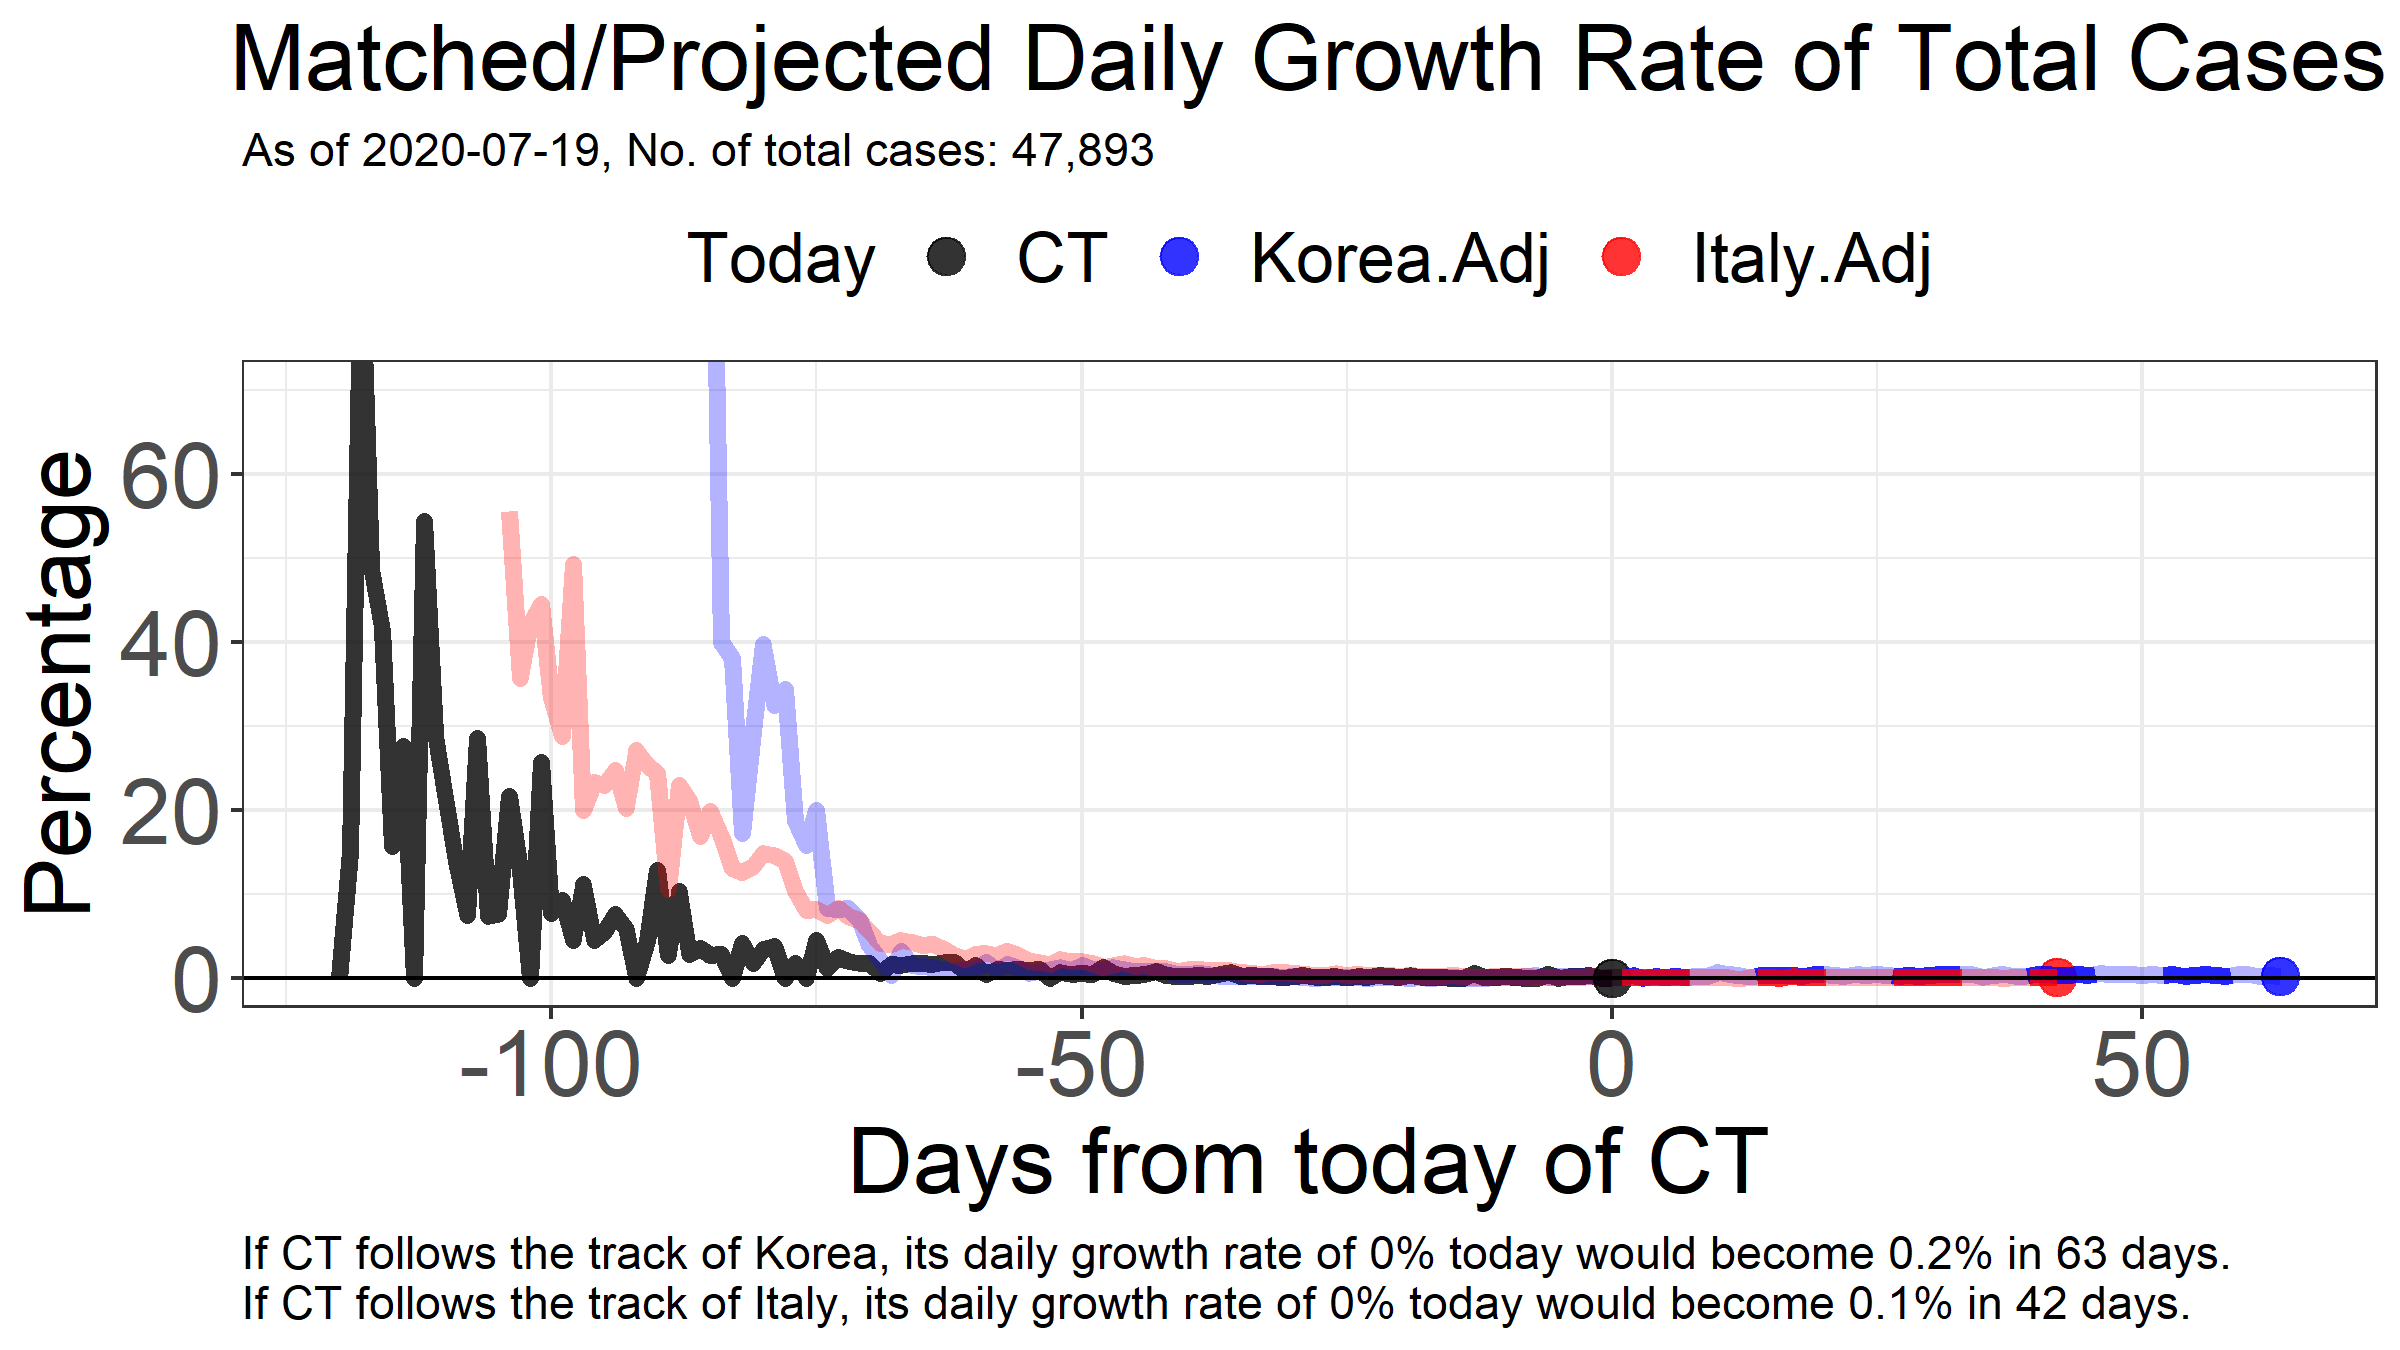 Matched/Projected Daily Growth Rate of Total Cases
As of 2020-07-19, No. of total cases: 47,893
Today CT Korea.Adj Italy.Adj
Percentage
60
40
20
0
-100 -50 0 50
Days from today of CT
If CT follows the track of Korea, its daily growth rate of 0% today would become 0.2% in 63 days.
If CT follows the track of Italy, its daily growth rate of 0% today would become 0.1% in 42 days.